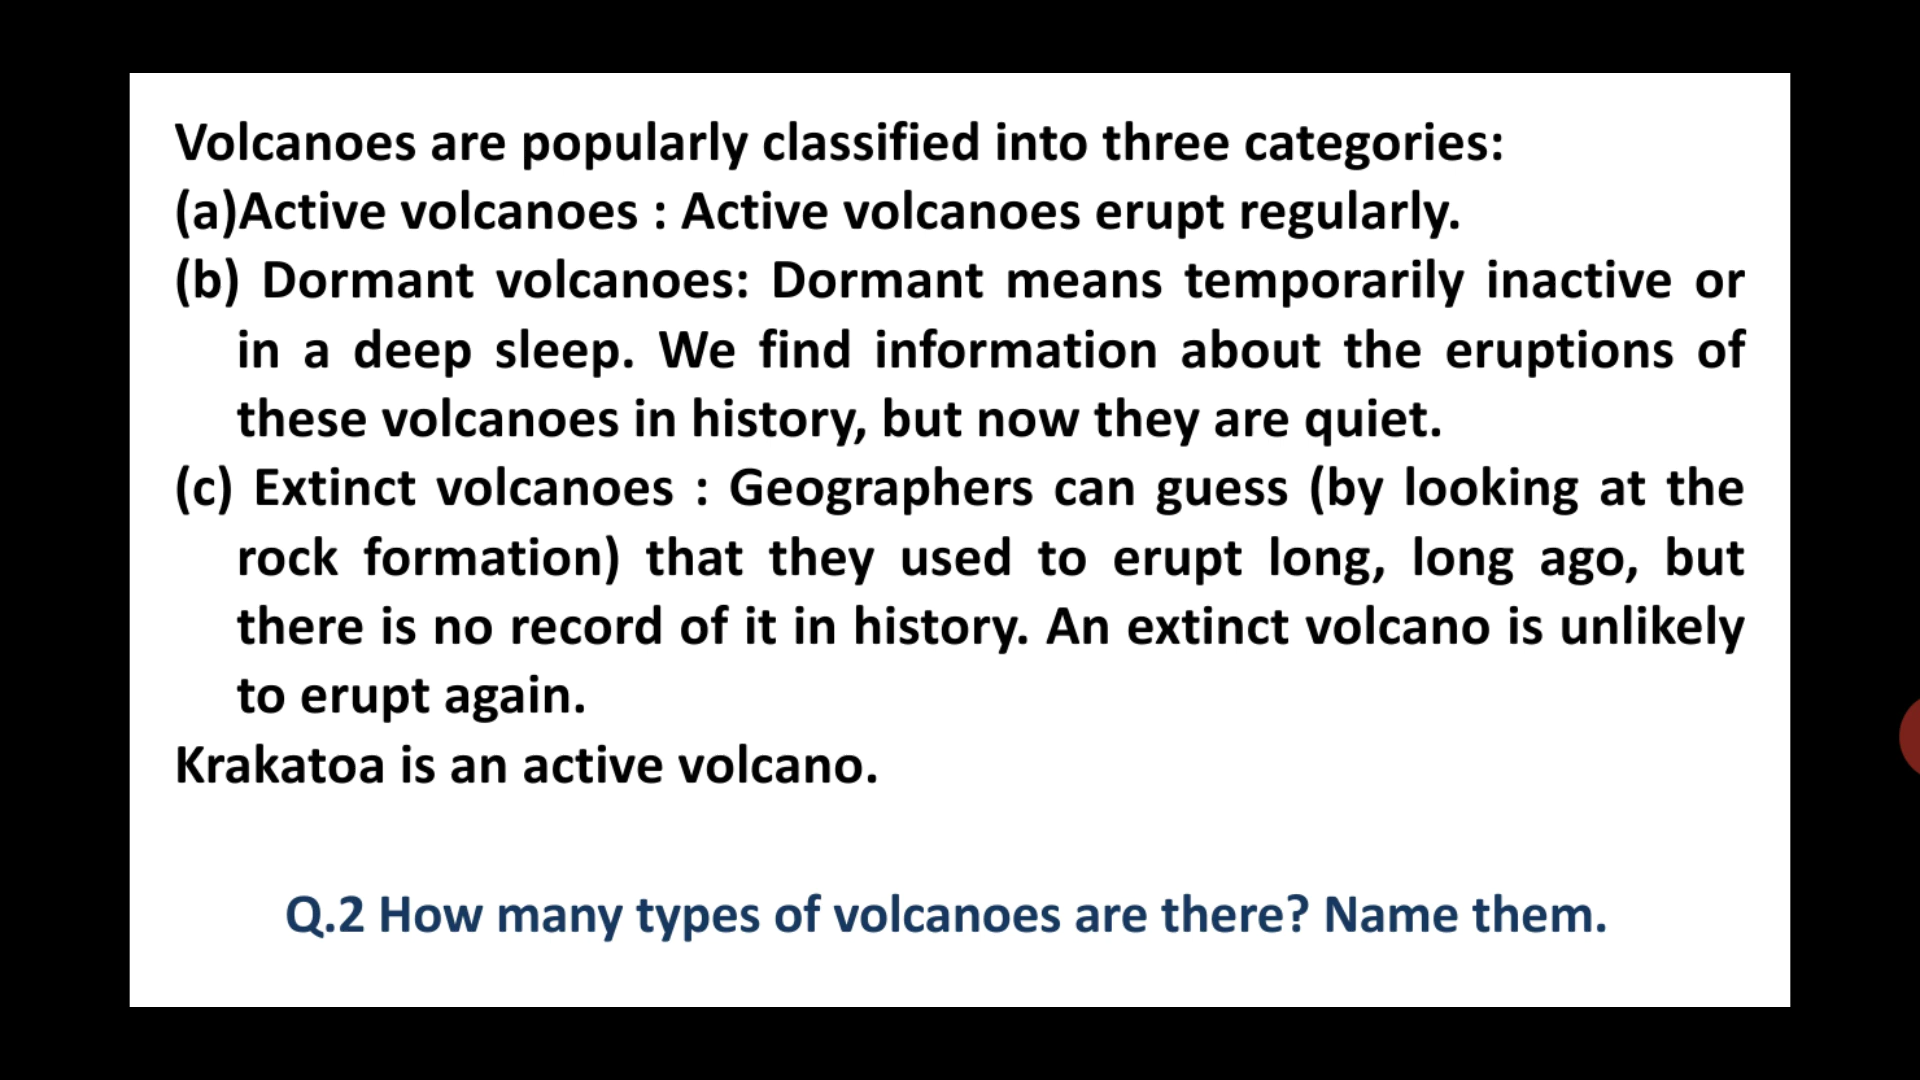 Volcanoes are popularly classified into three categories:
(a)Active volcanoes : Active volcanoes erupt regularly.
(b) Dormant volcanoes: Dormant means temporarily inactive or
in a deep sleep. We find information about the eruptions of
these volcanoes in history, but now they are quiet.
(c) Extinct volcanoes : Geographers can guess (by looking at the
rock formation) that they used to erupt long, long ago, but
there is no record of it in history. An extinct volcano is unlikely
to erupt again.
Krakatoa is an active volcano.
Q.2 How many types of volcanoes are there? Name them.